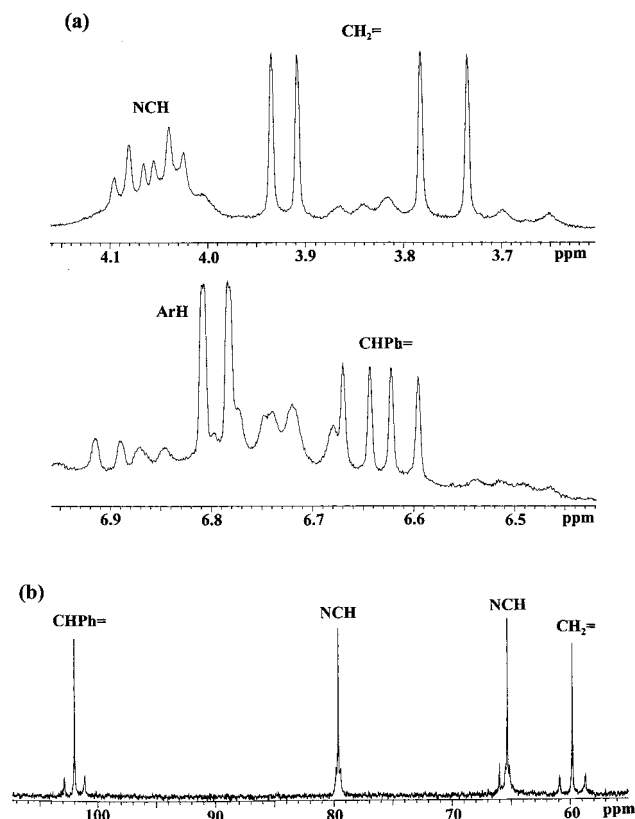 (a)
CH₂=
NCH
4.1 4.0 3.9 3.8 3.7 ppm
ArH
CHPh=
6.9 6.8 6.7 6.6 6.5 ppm
(b)
CHPh=
NCH
NCH
CH₂=
100 90 80 70 60 ppm